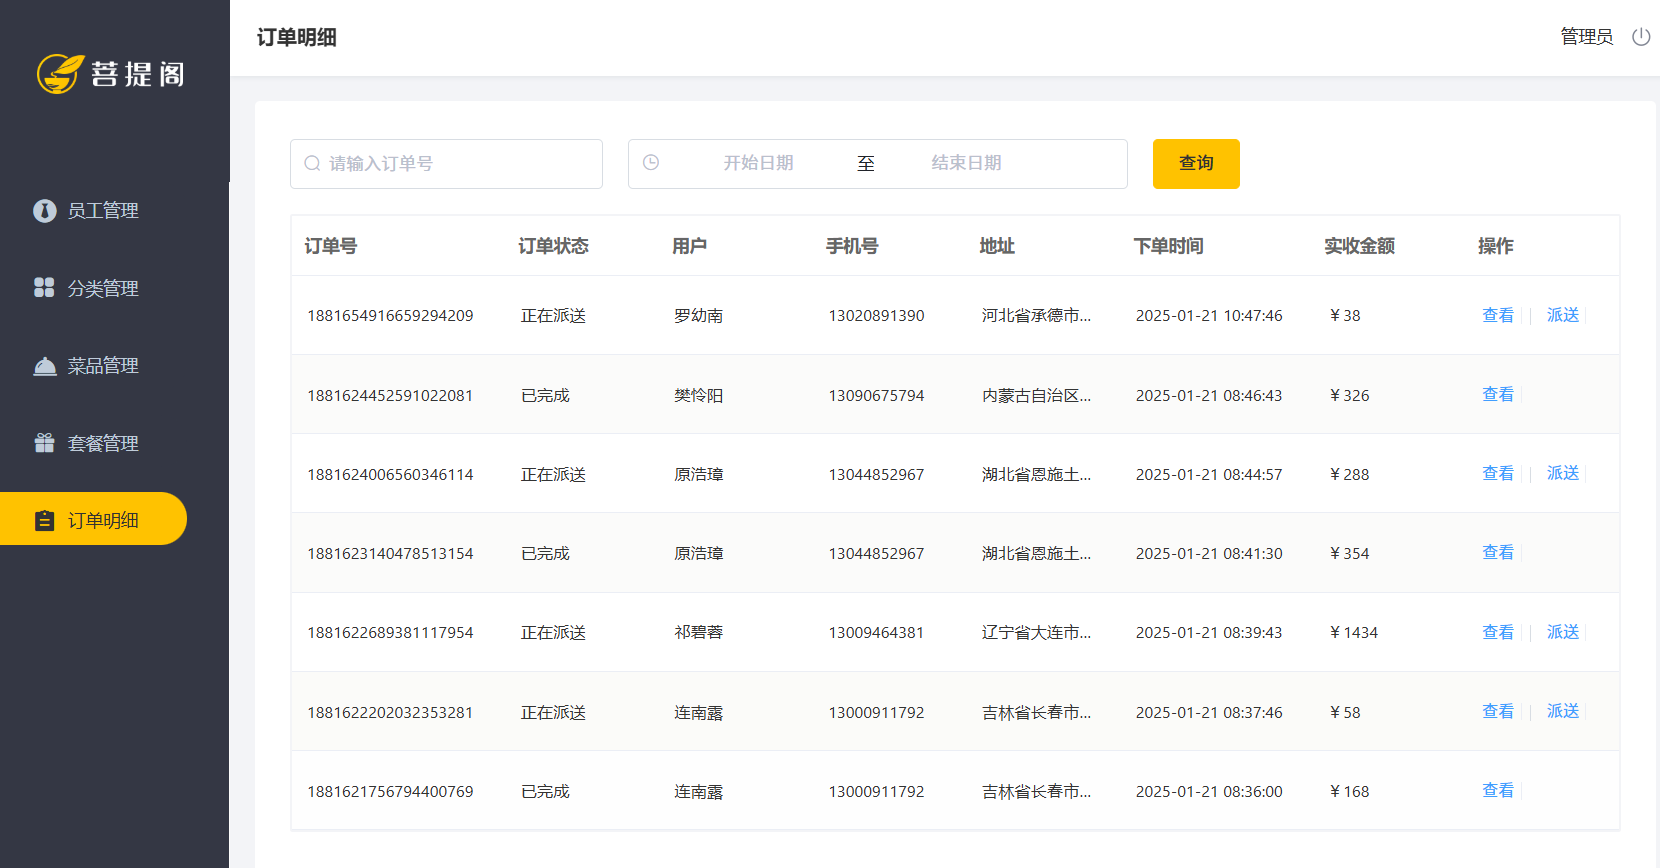 菩提阁
员工管理
分类管理
菜品管理
套餐管理
订单明细
订单明细 管理员
请输入订单号 开始日期 至 结束日期 查询
订单号 订单状态 用户 手机号 地址 下单时间 实收金额 操作
1881654916659294209 正在派送 罗幼南 13020891390 河北省承德市... 2025-01-21 10:47:46 ￥38 查看 派送
1881624452591022081 已完成 樊怜阳 13090675794 内蒙古自治区... 2025-01-21 08:46:43 ￥326 查看
1881624006560346114 正在派送 原浩璋 13044852967 湖北省恩施土... 2025-01-21 08:44:57 ￥288 查看 派送
1881623140478513154 已完成 原浩璋 13044852967 湖北省恩施土... 2025-01-21 08:41:30 ￥354 查看
1881622689381117954 正在派送 祁碧蓉 13009464381 辽宁省大连市... 2025-01-21 08:39:43 ￥1434 查看 派送
1881622202032353281 正在派送 连南露 13000911792 吉林省长春市... 2025-01-21 08:37:46 ￥58 查看 派送
1881621756794400769 已完成 连南露 13000911792 吉林省长春市... 2025-01-21 08:36:00 ￥168 查看